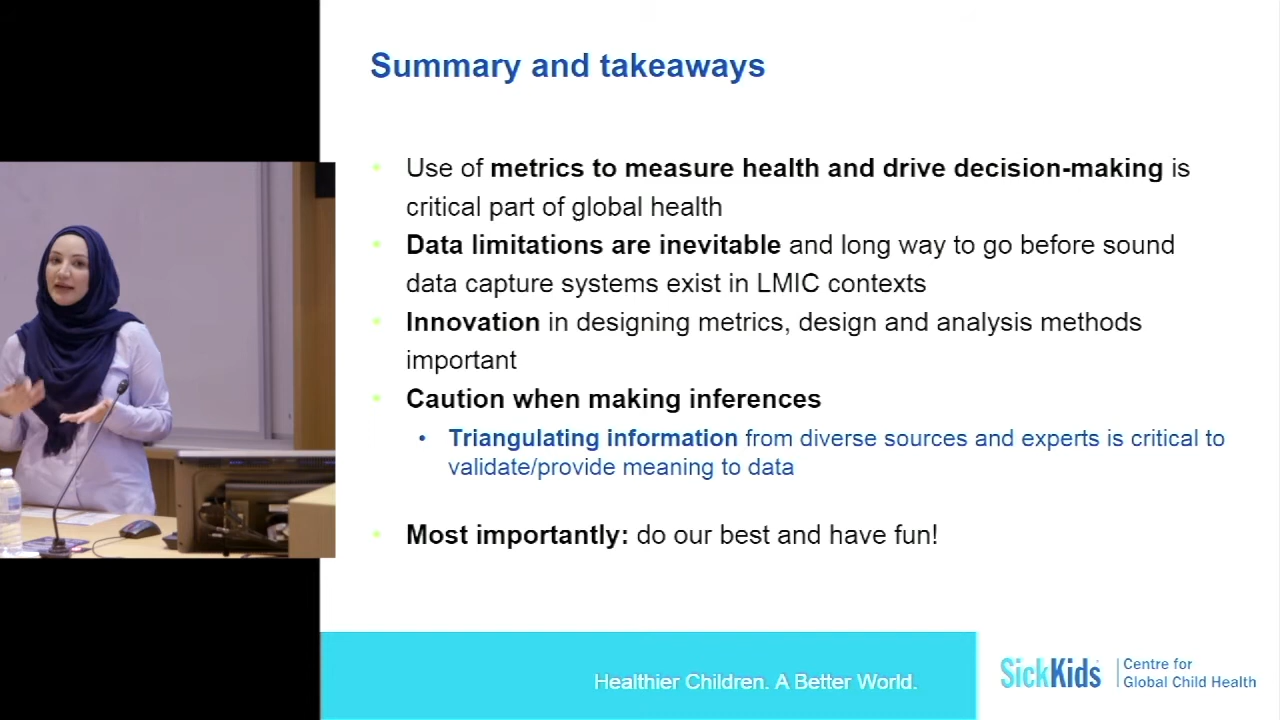 Summary and takeaways
Use of metrics to measure health and drive decision-making is
critical part of global health
Data limitations are inevitable and long way to go before sound
data capture systems exist in LMIC contexts
Innovation in designing metrics, design and analysis methods
important
Caution when making inferences
Triangulating information from diverse sources and experts is critical to
validate/provide meaning to data
Most importantly: do our best and have fun!
Healthier Children. A Better World.
SickKids
Centre for
Global Child Health